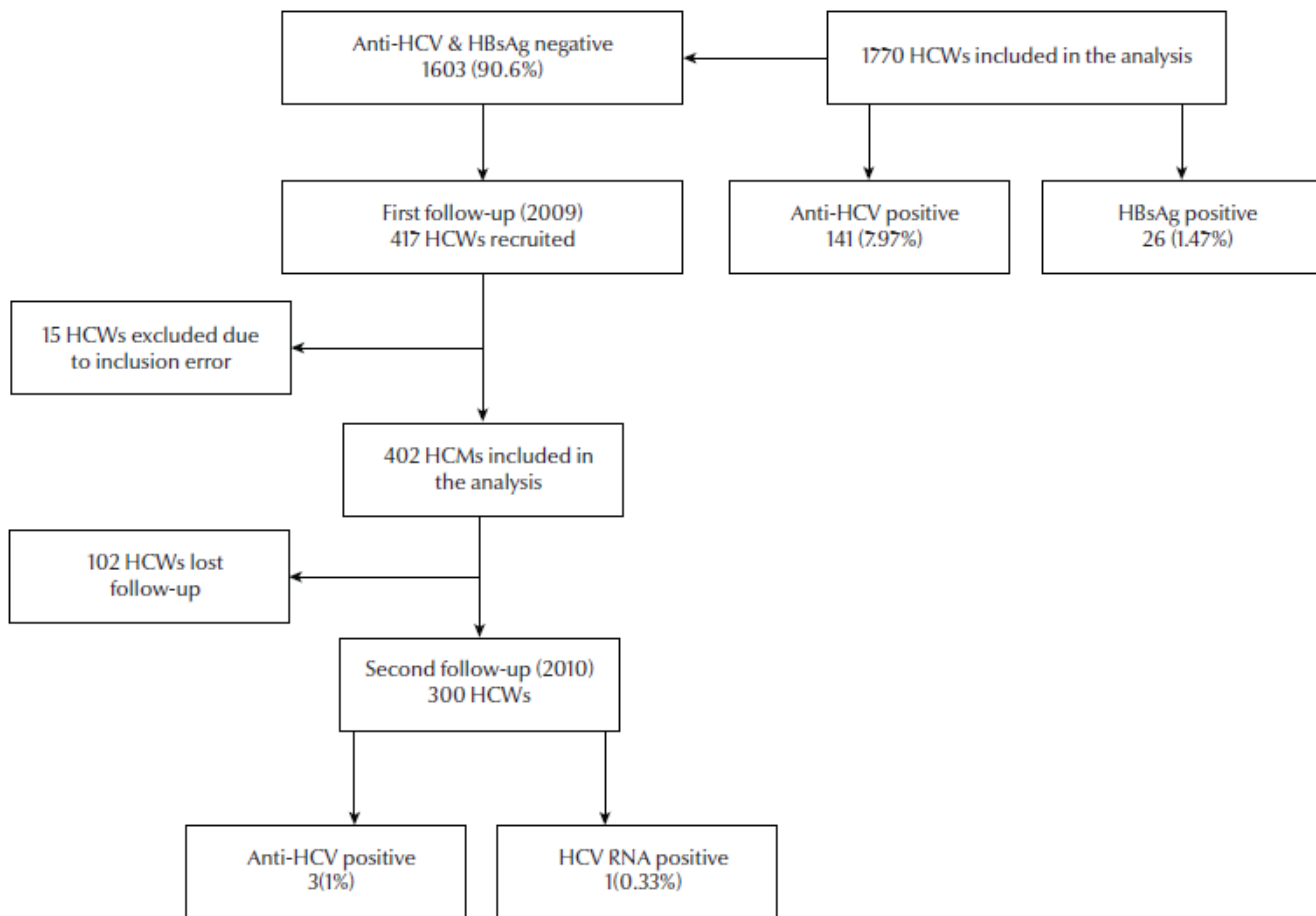 Anti-HCV & HBsAg negative
1603 (90.6%)
1770 HCWs included in the analysis
First follow-up (2009)
417 HCWs recruited
Anti-HCV positive
141 (7.97%)
HBsAg positive
26 (1.47%)
15 HCWs excluded due
to inclusion error
402 HCMs included in
the analysis
102 HCWs lost
follow-up
Second follow-up (2010)
300 HCWs
Anti-HCV positive
3(1%)
HCV RNA positive
1(0.33%)